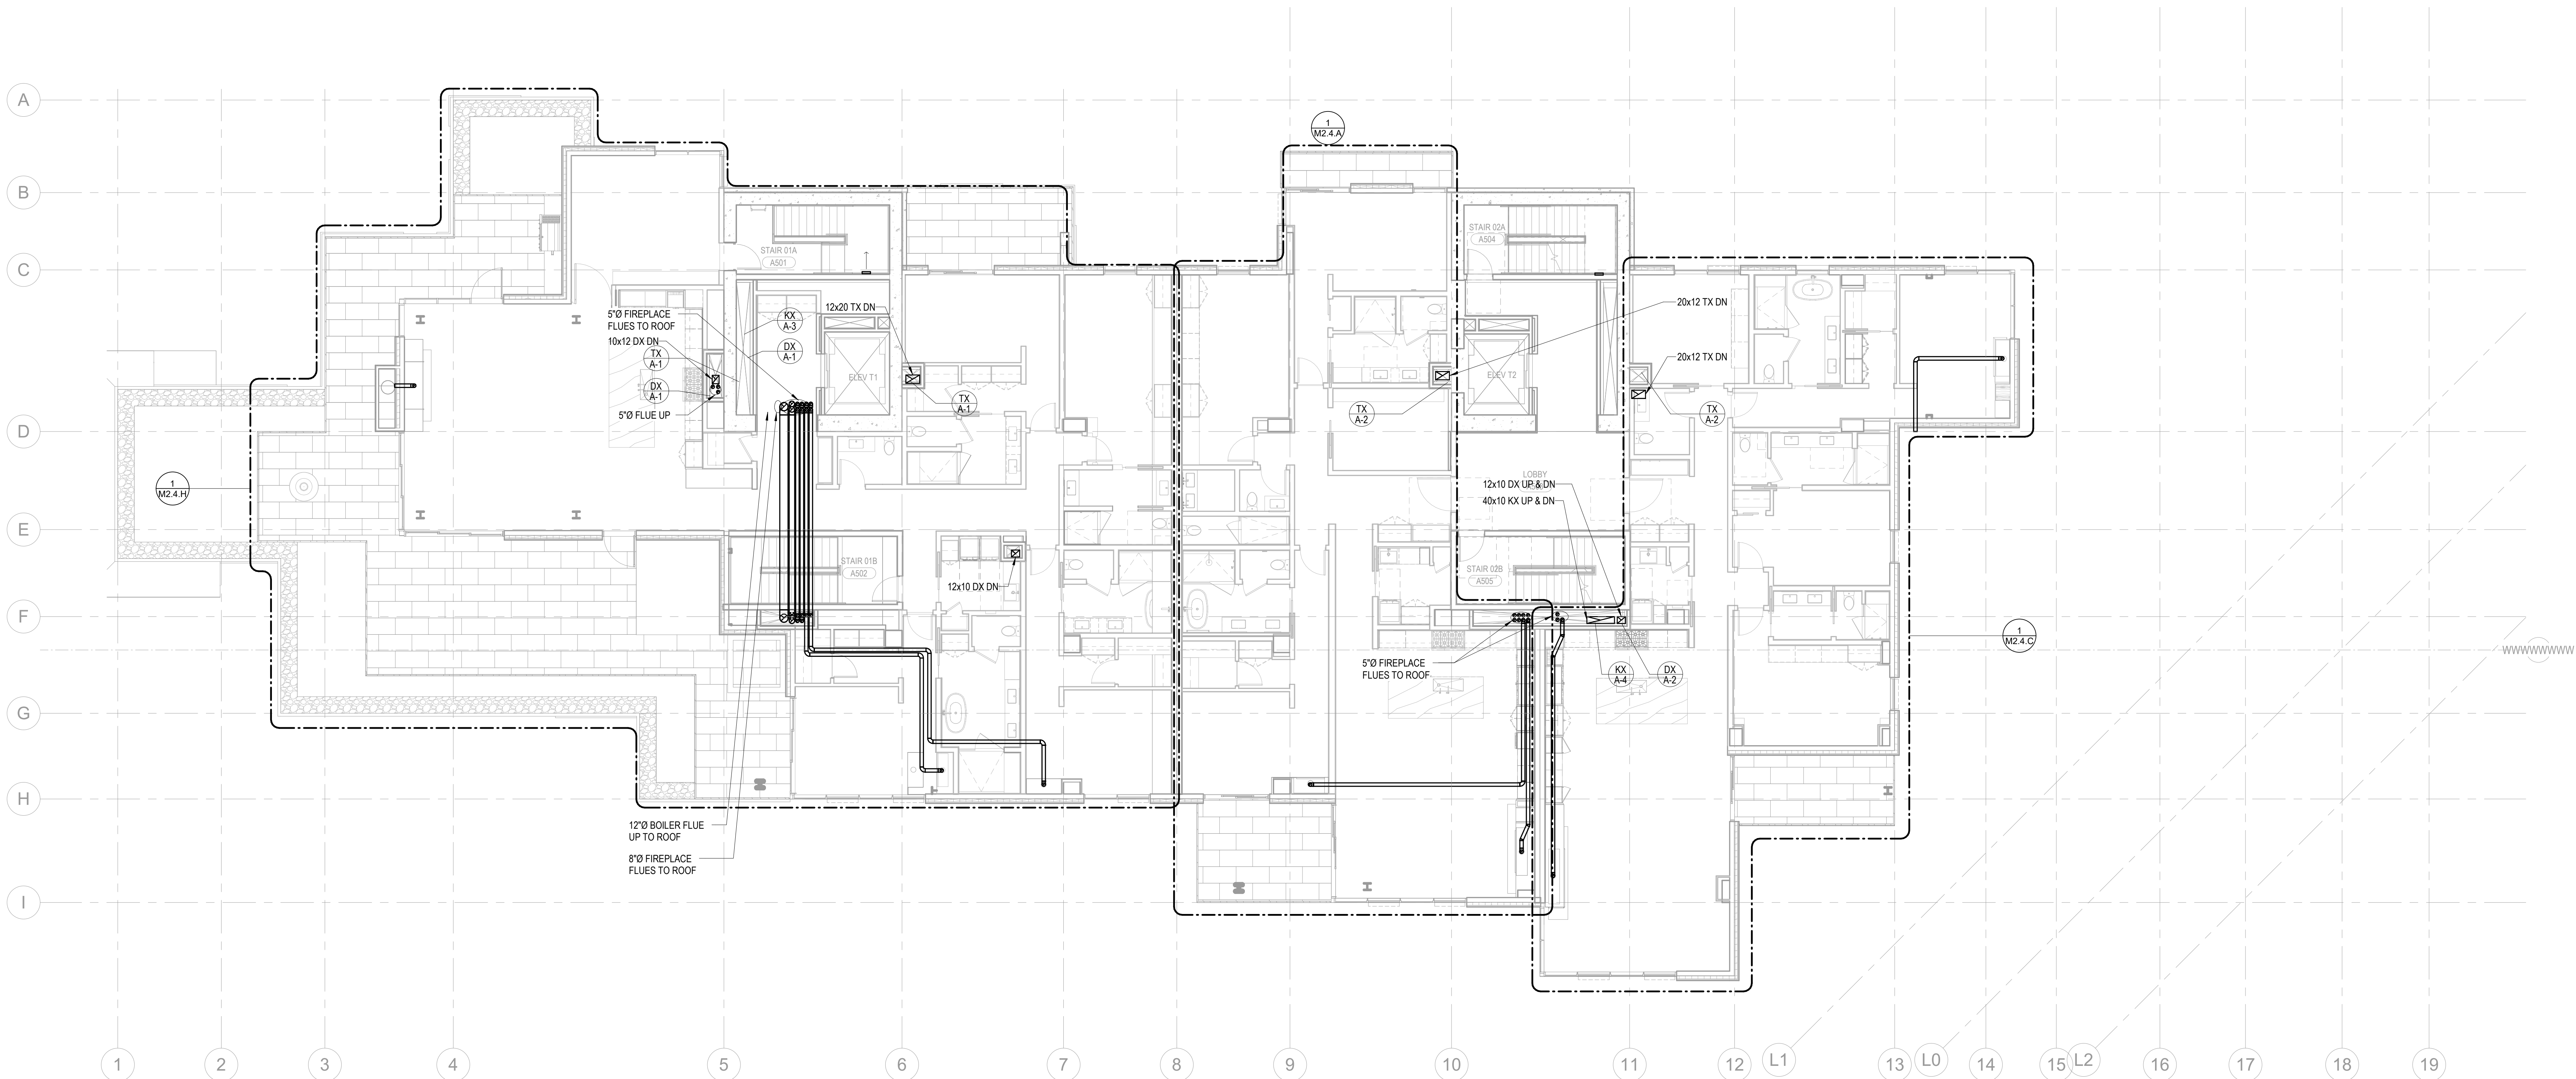 A
B
C
D
E
F
G
H
I
1
M2.4.A
1
M2.4.H
1
M2.4.C
STAIR 01A
A501
STAIR 02A
A504
5"Ø FIREPLACE
FLUES TO ROOF
10x12 DX DN
TX
A-1
DX
A-1
5"Ø FLUE UP
KX
A-3
DX
A-1
12x20 TX DN
ELEV T1
TX
A-1
20x12 TX DN
20x12 TX DN
ELEV T2
TX
A-2
TX
A-2
LOBBY
12x10 DX UP & DN
40x10 KX UP & DN
STAIR 01B
A502
12x10 DX DN
STAIR 02B
A505
5"Ø FIREPLACE
FLUES TO ROOF
KX
A-4
DX
A-2
WWWWWWWW
12"Ø BOILER FLUE
UP TO ROOF
8"Ø FIREPLACE
FLUES TO ROOF
1
2
3
4
5
6
7
8
9
10
11
12
L1
13
L0
14
15
L2
16
17
18
19